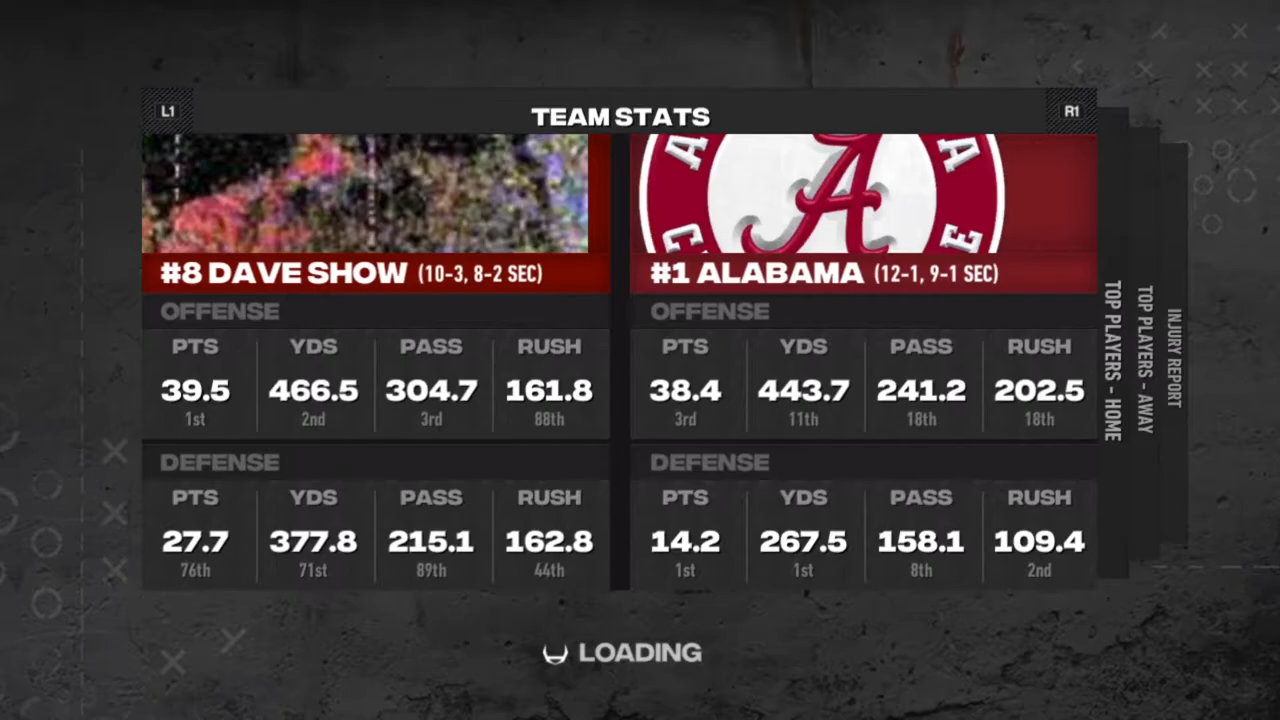 L1
TEAM STATS
R1
A A
A
C E
#8 DAVE SHOW (10-3, 8-2 SEC)
#1 ALABAMA (12-1, 9-1 SEC)
OFFENSE
PTS YDS PASS RUSH
39.5 466.5 304.7 161.8
1st 2nd 3rd 88th
DEFENSE
PTS YDS PASS RUSH
27.7 377.8 215.1 162.8
76th 71st 89th 44th
OFFENSE
PTS YDS PASS RUSH
38.4 443.7 241.2 202.5
3rd 11th 18th 18th
DEFENSE
PTS YDS PASS RUSH
14.2 267.5 158.1 109.4
1st 1st 8th 2nd
TOP PLAYERS - HOME
TOP PLAYERS - AWAY
INJURY REPORT
LOADING